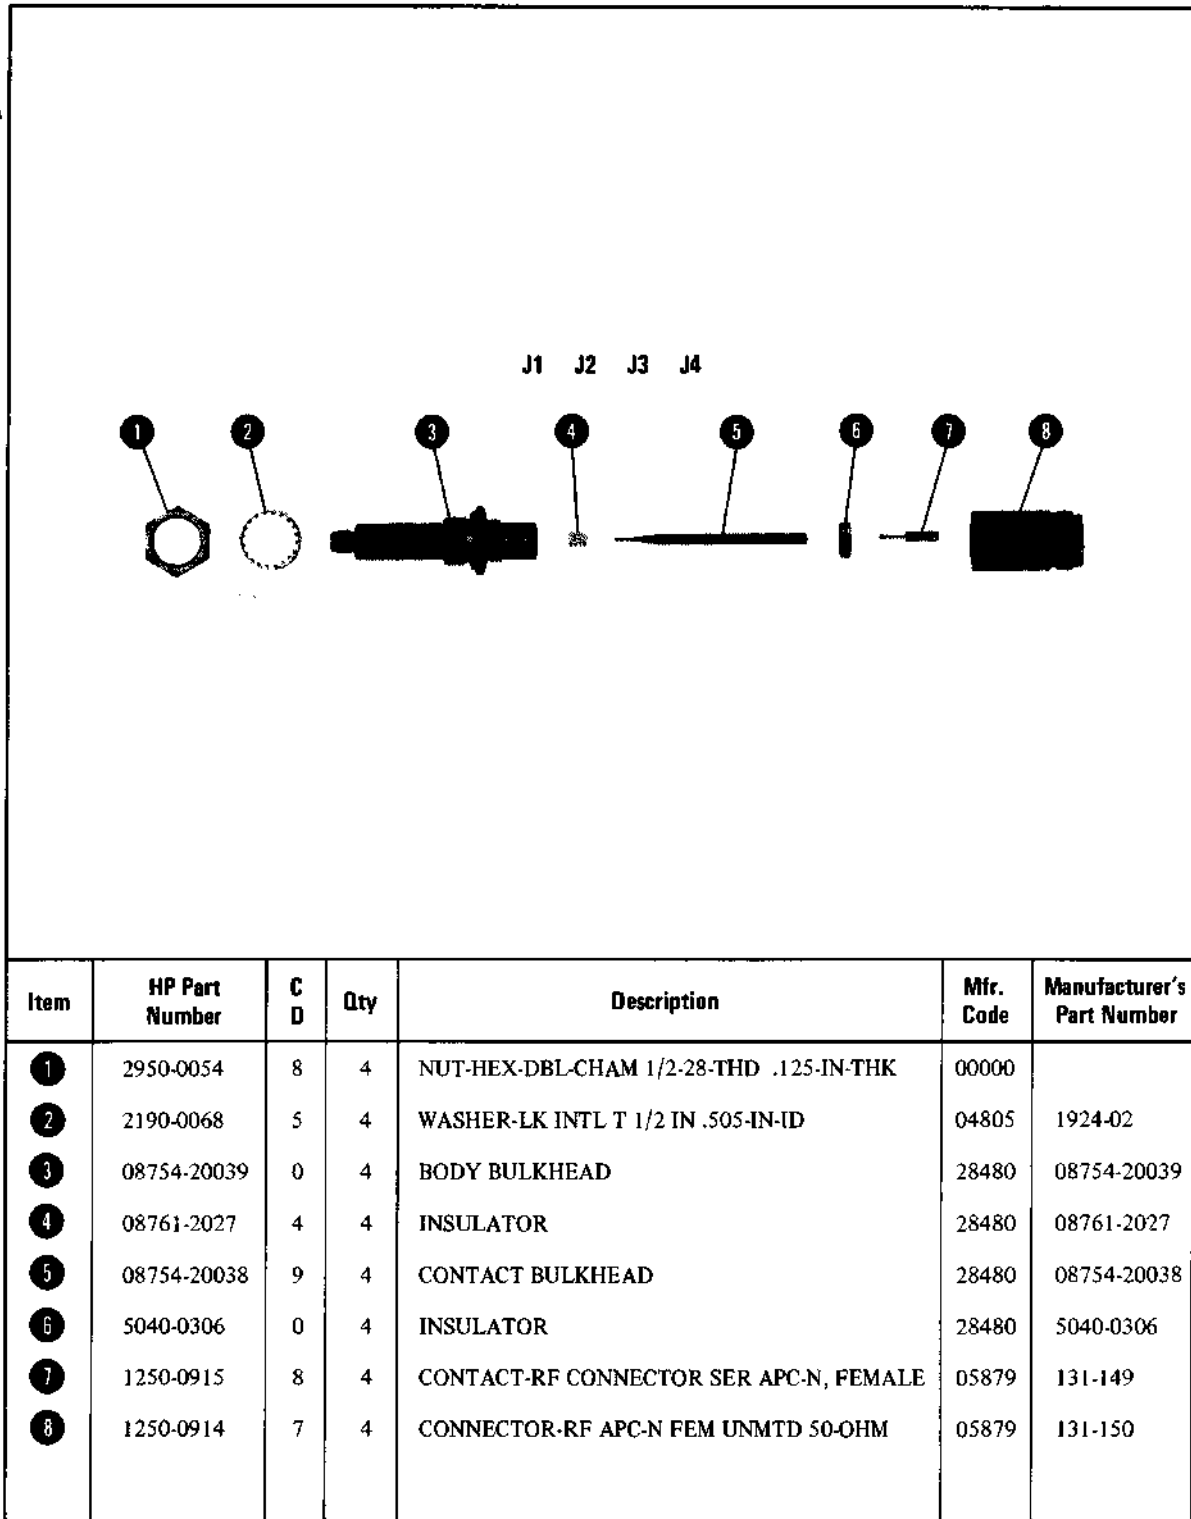 J1 J2 J3 J4
1 2 3 4 5 6 7 8
Item HP Part Number C D Qty Description Mfr. Code Manufacturer's Part Number
1 2950-0054 8 4 NUT-HEX-DBL-CHAM 1/2-28-THD .125-IN-THK 00000
2 2190-0068 5 4 WASHER-LK INTL T 1/2 IN .505-IN-ID 04805 1924-02
3 08754-20039 0 4 BODY BULKHEAD 28480 08754-20039
4 08761-2027 4 4 INSULATOR 28480 08761-2027
5 08754-20038 9 4 CONTACT BULKHEAD 28480 08754-20038
6 5040-0306 0 4 INSULATOR 28480 5040-0306
7 1250-0915 8 4 CONTACT-RF CONNECTOR SER APC-N, FEMALE 05879 131-149
8 1250-0914 7 4 CONNECTOR-RF APC-N FEM UNMTD 50-OHM 05879 131-150